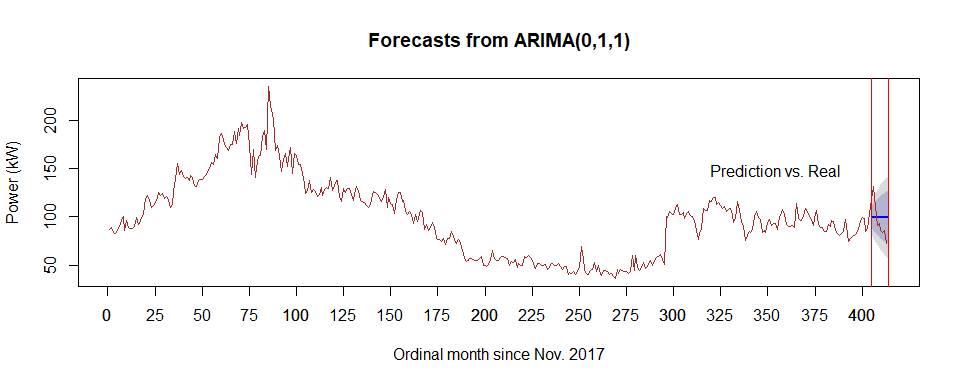 Forecasts from ARIMA(0,1,1)
Power (kW)
200
150
100
50
Prediction vs. Real
0 25 50 75 100 125 150 175 200 225 250 275 300 325 350 375 400
Ordinal month since Nov. 2017